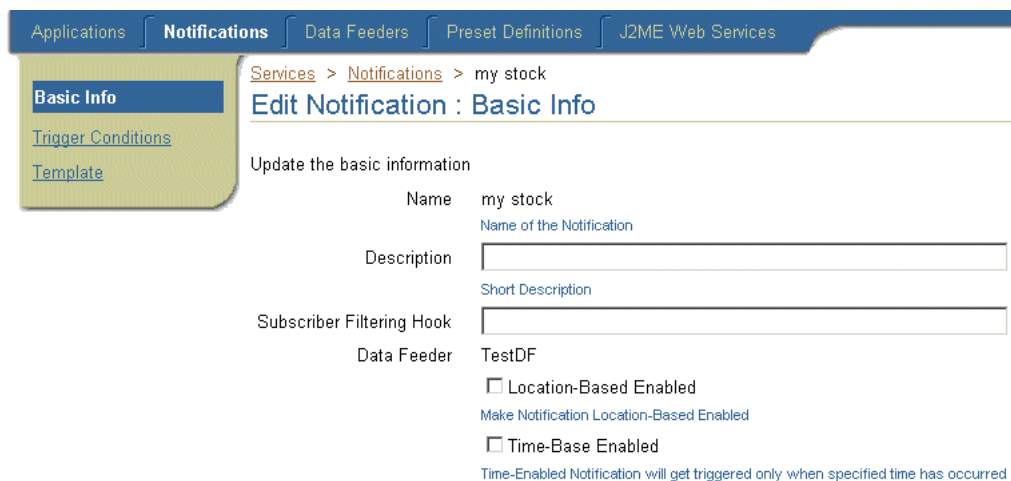 Applications Notifications Data Feeders Preset Definitions J2ME Web Services
Services > Notifications > my stock
Basic Info
Edit Notification : Basic Info
Trigger Conditions
Template
Update the basic information
Name my stock
Name of the Notification
Description
Short Description
Subscriber Filtering Hook
Data Feeder TestDF
Location-Based Enabled
Make Notification Location-Based Enabled
Time-Base Enabled
Time-Enabled Notification will get triggered only when specified time has occurred